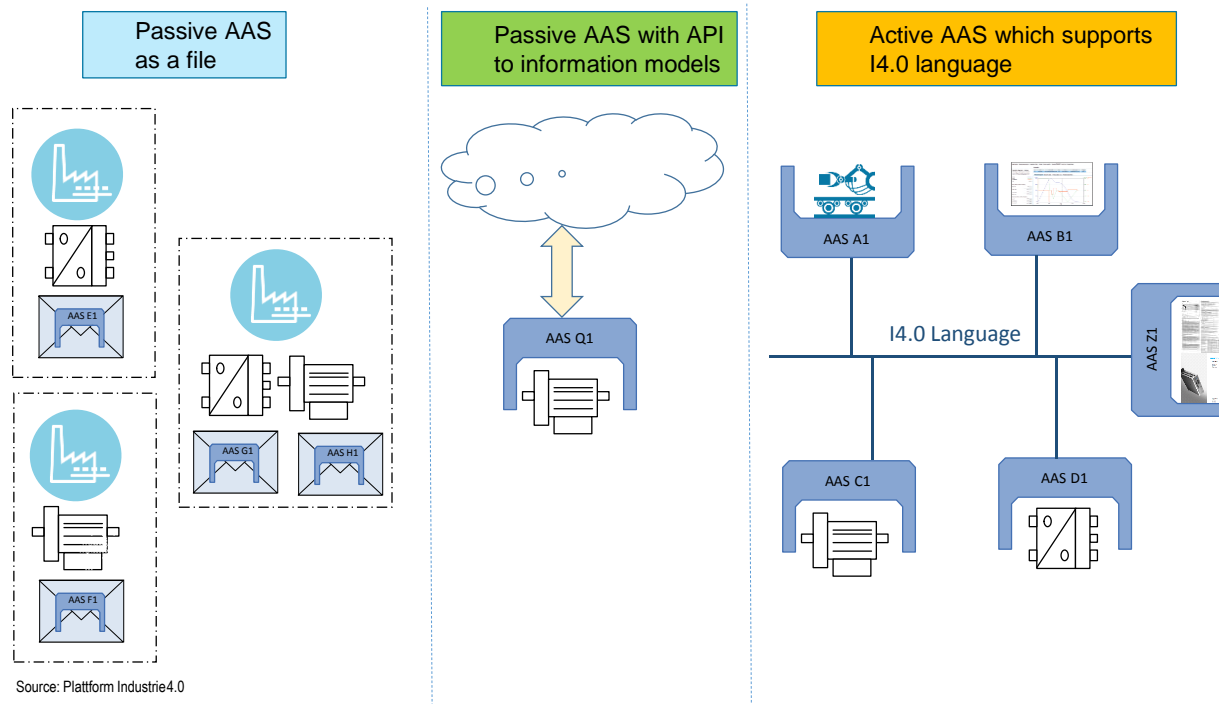 Passive AAS
as a file
Passive AAS with API
to information models
Active AAS which supports
I4.0 language
AAS E1
AAS G1
AAS H1
AAS F1
AAS Q1
AAS A1
AAS B1
I4.0 Language
AAS Z1
AAS C1
AAS D1
Source: Plattform Industrie4.0